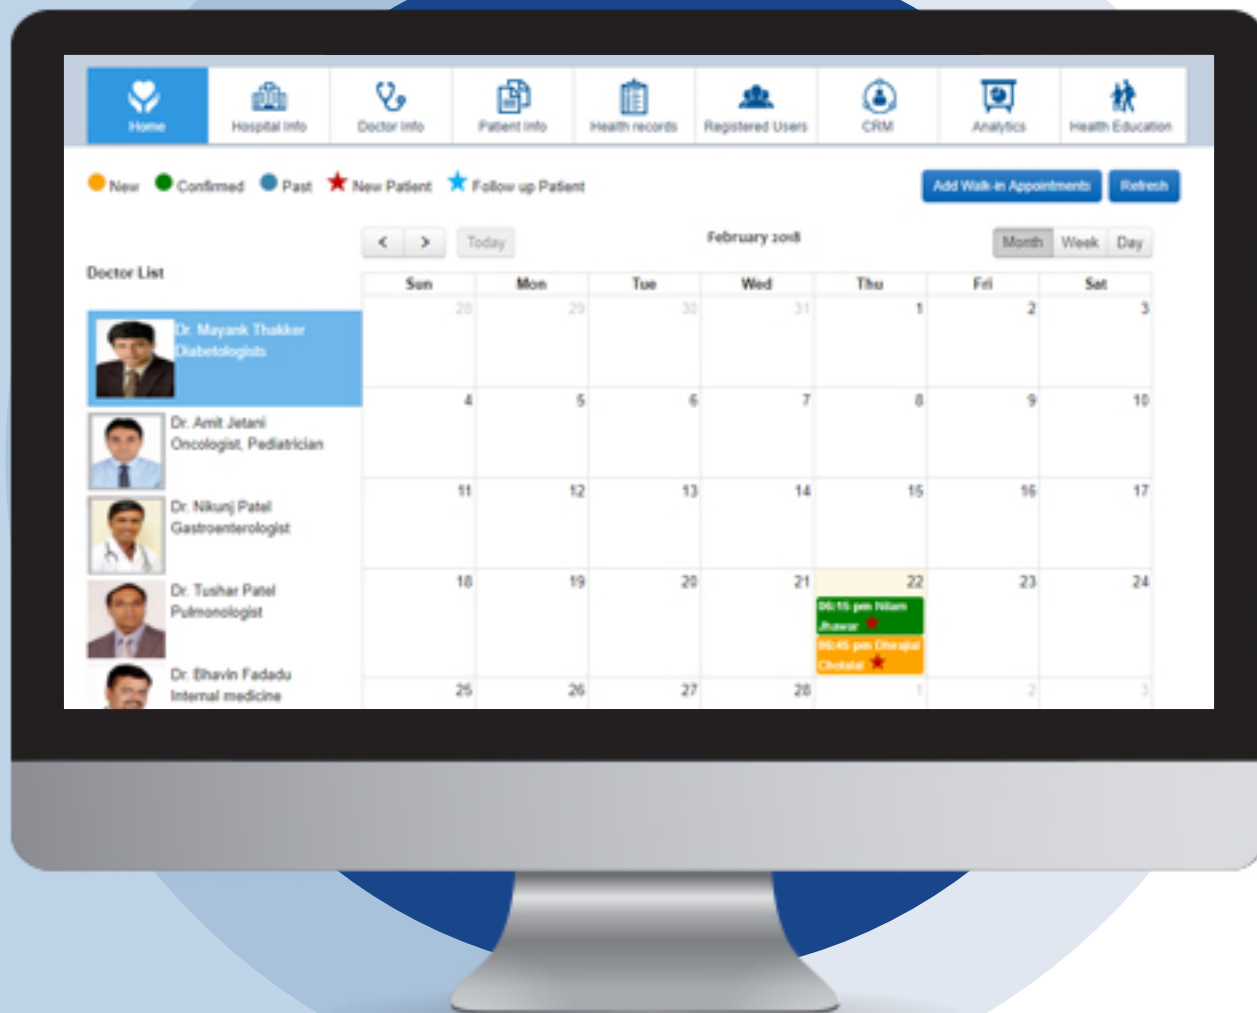 Home
Hospital Info
Doctor Info
Patient Info
Health records
Registered Users
CRM
Analytics
Health Education
New
Confirmed
Past
New Patient
Follow up Patient
Add Walk-in Appointments
Refresh
Today
February 2018
Month
Week
Day
Doctor List
Sun Mon Tue Wed Thu Fri Sat
Dr. Mayank Thakker
Diabetologists
Dr. Amit Jetani
Oncologist, Pediatrician
Dr. Nikunj Patel
Gastroenterologist
Dr. Tushar Patel
Pulmonologist
Dr. Bhavin Fadadu
Internal medicine
28 29 30 31 1 2 3
4 5 6 7 8 9 10
11 12 13 14 15 16 17
18 19 20 21 22 23 24
06:15 pm Nilam
Jhawar
06:45 pm Dhirajlal
25 26 27 28 1 2 3